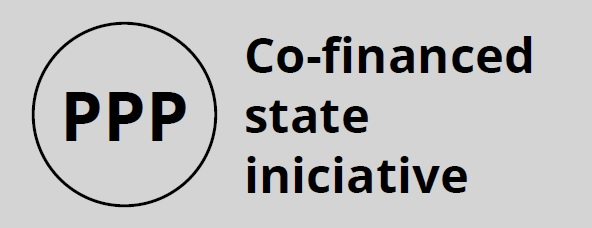 PPP
Co-financed
state
iniciative